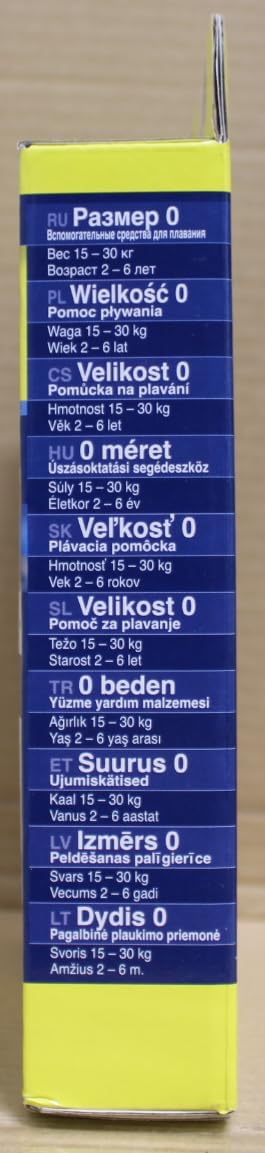 RU Размер 0
Вспомогательные средства для плавания
Вес 15 – 30 кг
Возраст 2 – 6 лет
PL Wielkość 0
Pomoc pływania
Waga 15 – 30 kg
Wiek 2 – 6 lat
CS Velikost 0
Pomůcka na plavání
Hmotnost 15 – 30 kg
Věk 2 – 6 let
HU 0 méret
Úszásoktatási segédeszköz
Súly 15 – 30 kg
Életkor 2 – 6 év
SK Veľkosť 0
Plávacia pomôcka
Hmotnosť 15 – 30 kg
Vek 2 – 6 rokov
SL Velikost 0
Pomoč za plavanje
Težo 15 – 30 kg
Starost 2 – 6 let
TR 0 beden
Yüzme yardım malzemesi
Ağırlık 15 – 30 kg
Yaş 2 – 6 yaş arası
ET Suurus 0
Ujumiskätised
Kaal 15 – 30 kg
Vanus 2 – 6 aastat
LV Izmērs 0
Peldēšanas palīgierīce
Svars 15 – 30 kg
Vecums 2 – 6 gadi
LT Dydis 0
Pagalbinė plaukimo priemonė
Svoris 15 – 30 kg
Amžius 2 – 6 m.